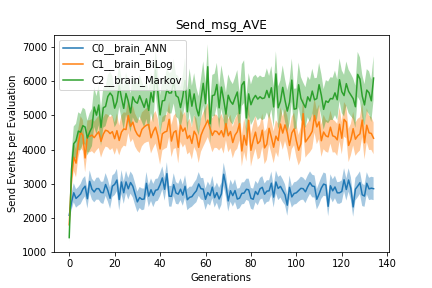 Send_msg_AVE
7000
6000
5000
4000
3000
2000
1000
Send Events per Evaluation
C0__brain_ANN
C1__brain_BiLog
C2__brain_Markov
0 20 40 60 80 100 120 140
Generations